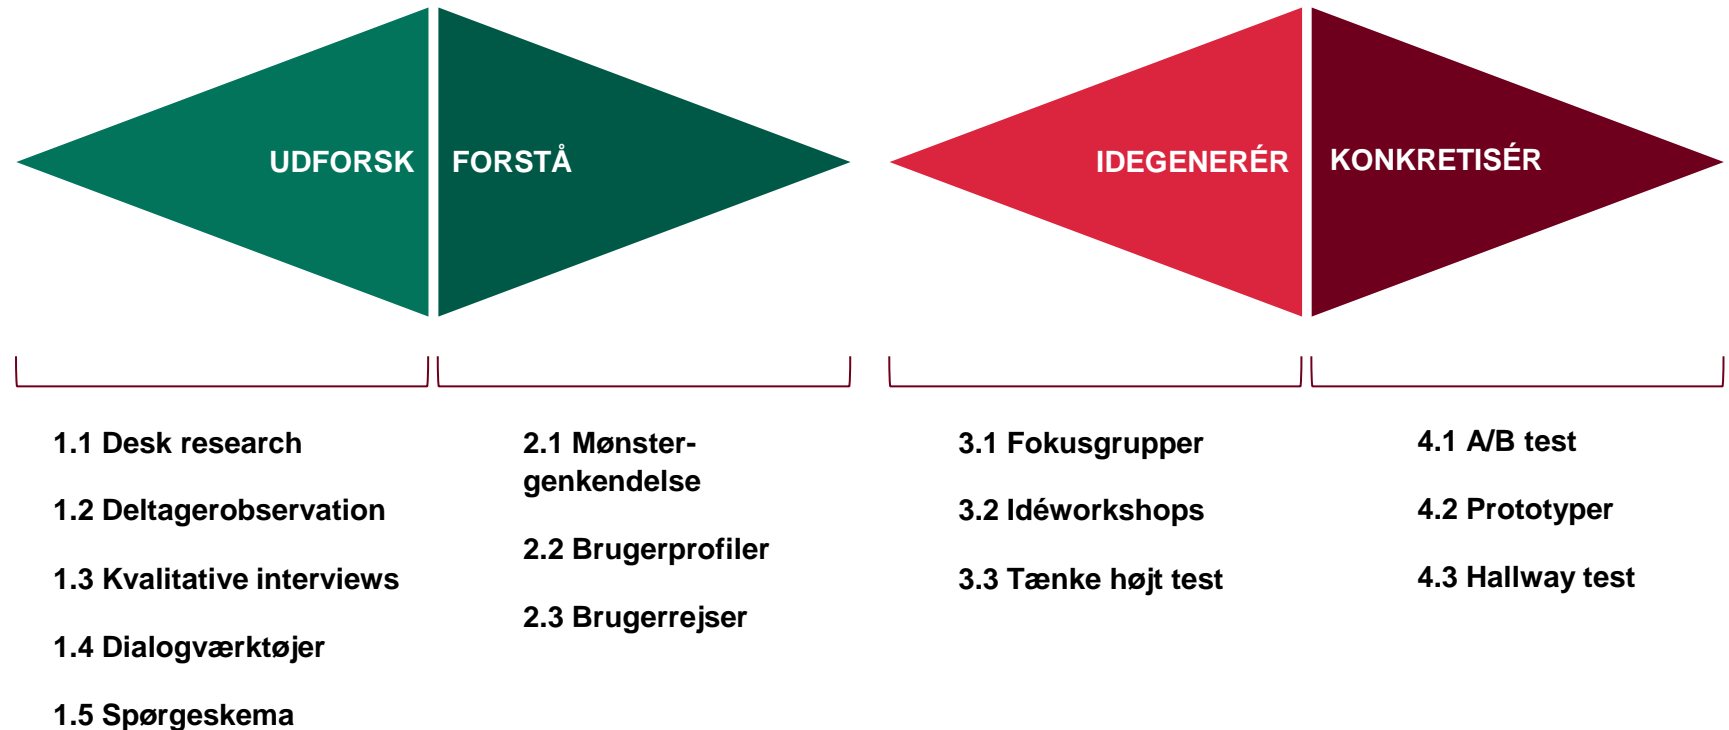 UDFORSK
FORSTÅ
IDEGENERÉR
KONKRETISÉR
1.1 Desk research
1.2 Deltagerobservation
1.3 Kvalitative interviews
1.4 Dialogværktøjer
1.5 Spørgeskema
2.1 Mønster-
genkendelse
2.2 Brugerprofiler
2.3 Brugerrejser
3.1 Fokusgrupper
3.2 Idéworkshops
3.3 Tænke højt test
4.1 A/B test
4.2 Prototyper
4.3 Hallway test